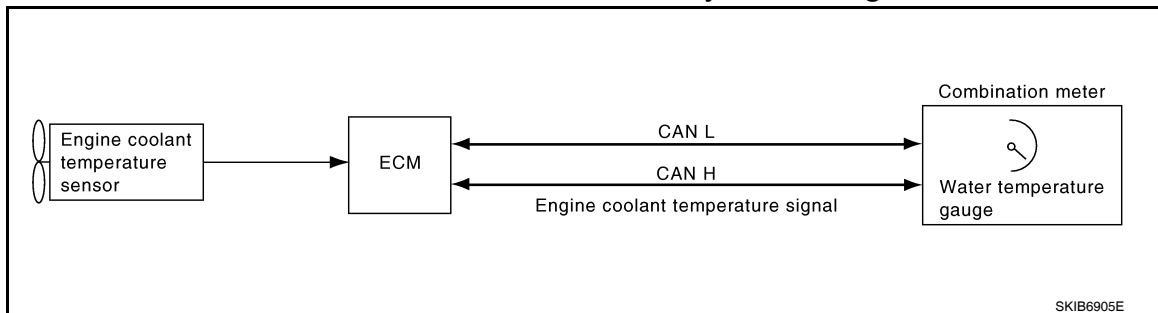 Combination meter
Engine coolant
temperature
sensor
ECM
CAN L
CAN H
Engine coolant temperature signal
Water temperature
gauge
SKIB6905E